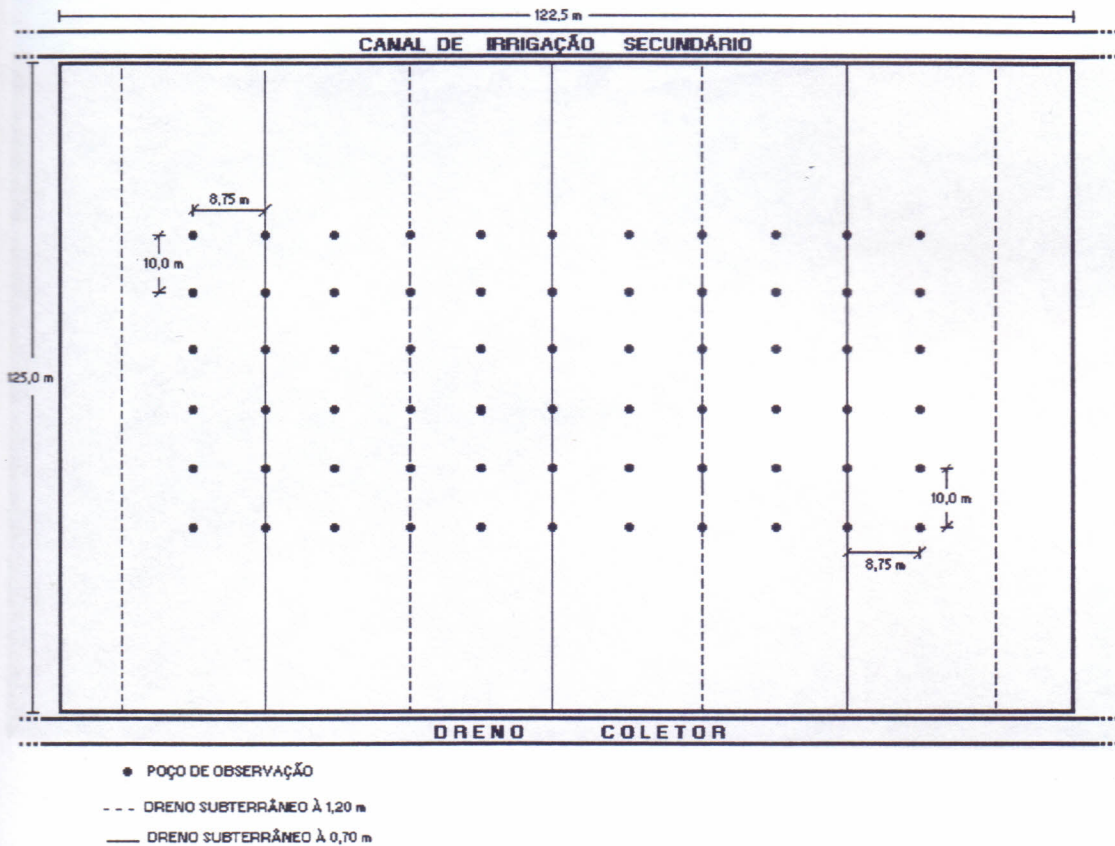 122,5 m
CANAL DE IRRIGAÇÃO SECUNDÁRIO
8,75 m
10,0 m
125,0 m
10,0 m
8,75 m
DRENO COLETOR
POÇO DE OBSERVAÇÃO
DRENO SUBTERRÂNEO À 1,20 m
DRENO SUBTERRÂNEO À 0,70 m